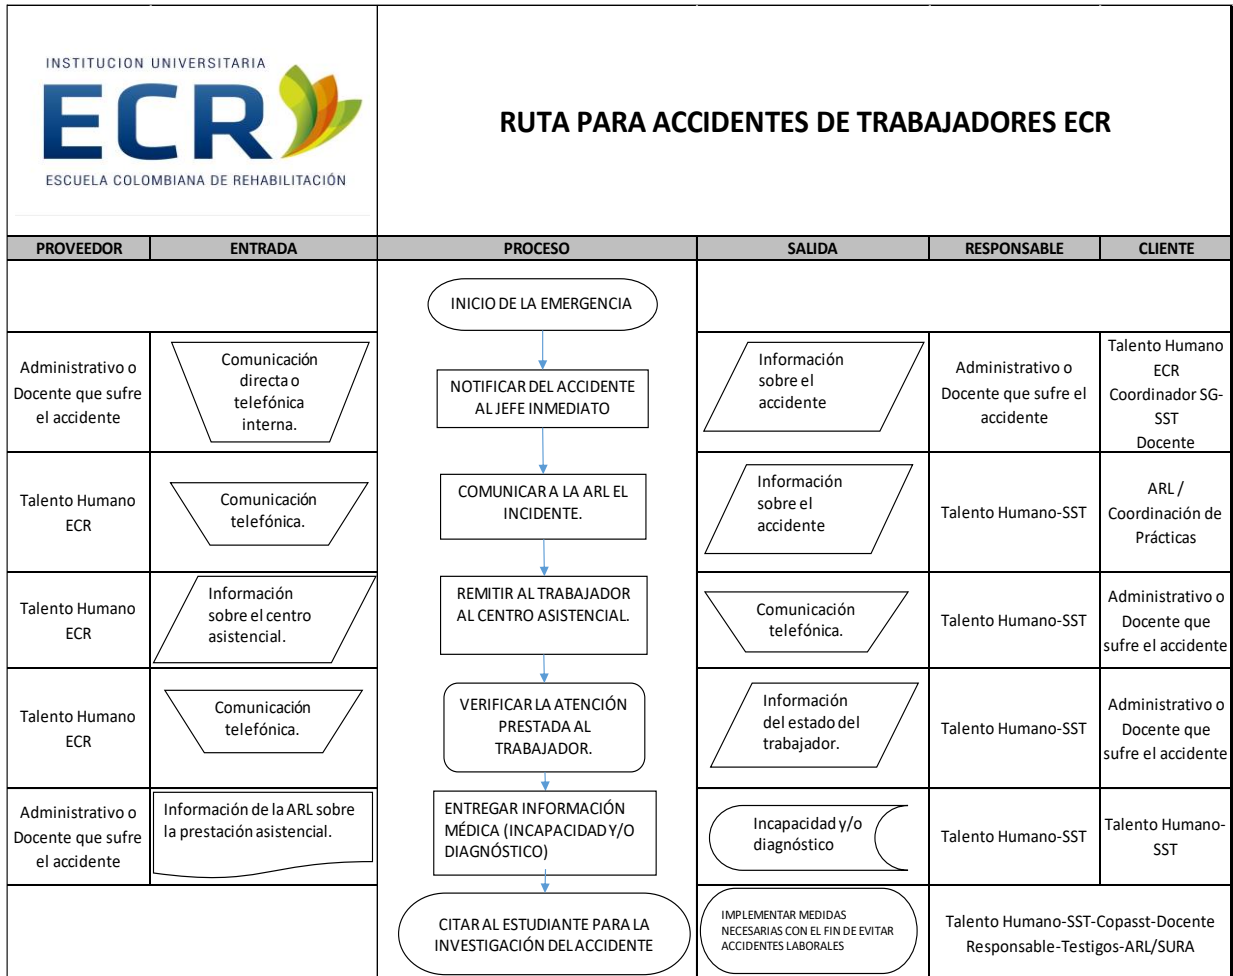 INSTITUCION UNIVERSITARIA
ECR
ESCUELA COLOMBIANA DE REHABILITACIÓN
RUTA PARA ACCIDENTES DE TRABAJADORES ECR
PROVEEDOR
ENTRADA
PROCESO
SALIDA
RESPONSABLE
CLIENTE
INICIO DE LA EMERGENCIA
Administrativo o
Docente que sufre
el accidente
Comunicación
directa o
telefónica
interna.
NOTIFICAR DEL ACCIDENTE
AL JEFE INMEDIATO
Información
sobre el
accidente
Administrativo o
Docente que sufre el
accidente
Talento Humano
ECR
Coordinador SG-
SST
Docente
Talento Humano
ECR
Comunicación
telefónica.
COMUNICAR A LA ARL EL
INCIDENTE.
Información
sobre el
accidente
Talento Humano-SST
ARL /
Coordinación de
Prácticas
Talento Humano
ECR
Información
sobre el centro
asistencial.
REMITIR AL TRABAJADOR
AL CENTRO ASISTENCIAL.
Comunicación
telefónica.
Talento Humano-SST
Administrativo o
Docente que
sufre el accidente
Talento Humano
ECR
Comunicación
telefónica.
VERIFICAR LA ATENCIÓN
PRESTADA AL
TRABAJADOR.
Información
del estado del
trabajador.
Talento Humano-SST
Administrativo o
Docente que
sufre el accidente
Administrativo o
Docente que sufre
el accidente
Información de la ARL sobre
la prestación asistencial.
ENTREGAR INFORMACIÓN
MÉDICA (INCAPACIDAD Y/O
DIAGNÓSTICO)
Incapacidad y/o
diagnóstico
Talento Humano-SST
Talento Humano-
SST
CITAR AL ESTUDIANTE PARA LA
INVESTIGACIÓN DEL ACCIDENTE
IMPLEMENTAR MEDIDAS
NECESARIAS CON EL FIN DE EVITAR
ACCIDENTES LABORALES
Talento Humano-SST-Copasst-Docente
Responsable-Testigos-ARL/SURA